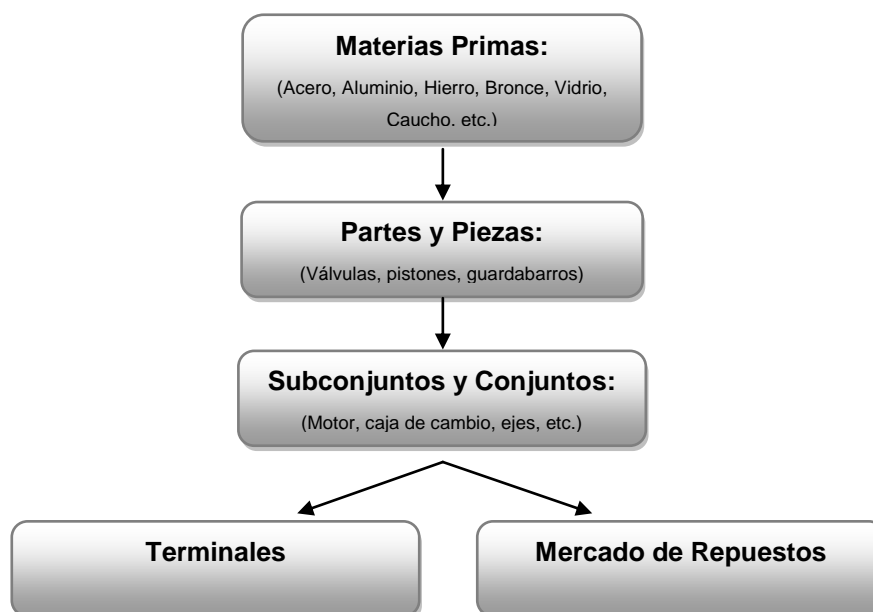 Materias Primas:
(Acero, Aluminio, Hierro, Bronce, Vidrio,
Caucho. etc.)
Partes y Piezas:
(Válvulas, pistones, guardabarros)
Subconjuntos y Conjuntos:
(Motor, caja de cambio, ejes, etc.)
Terminales
Mercado de Repuestos